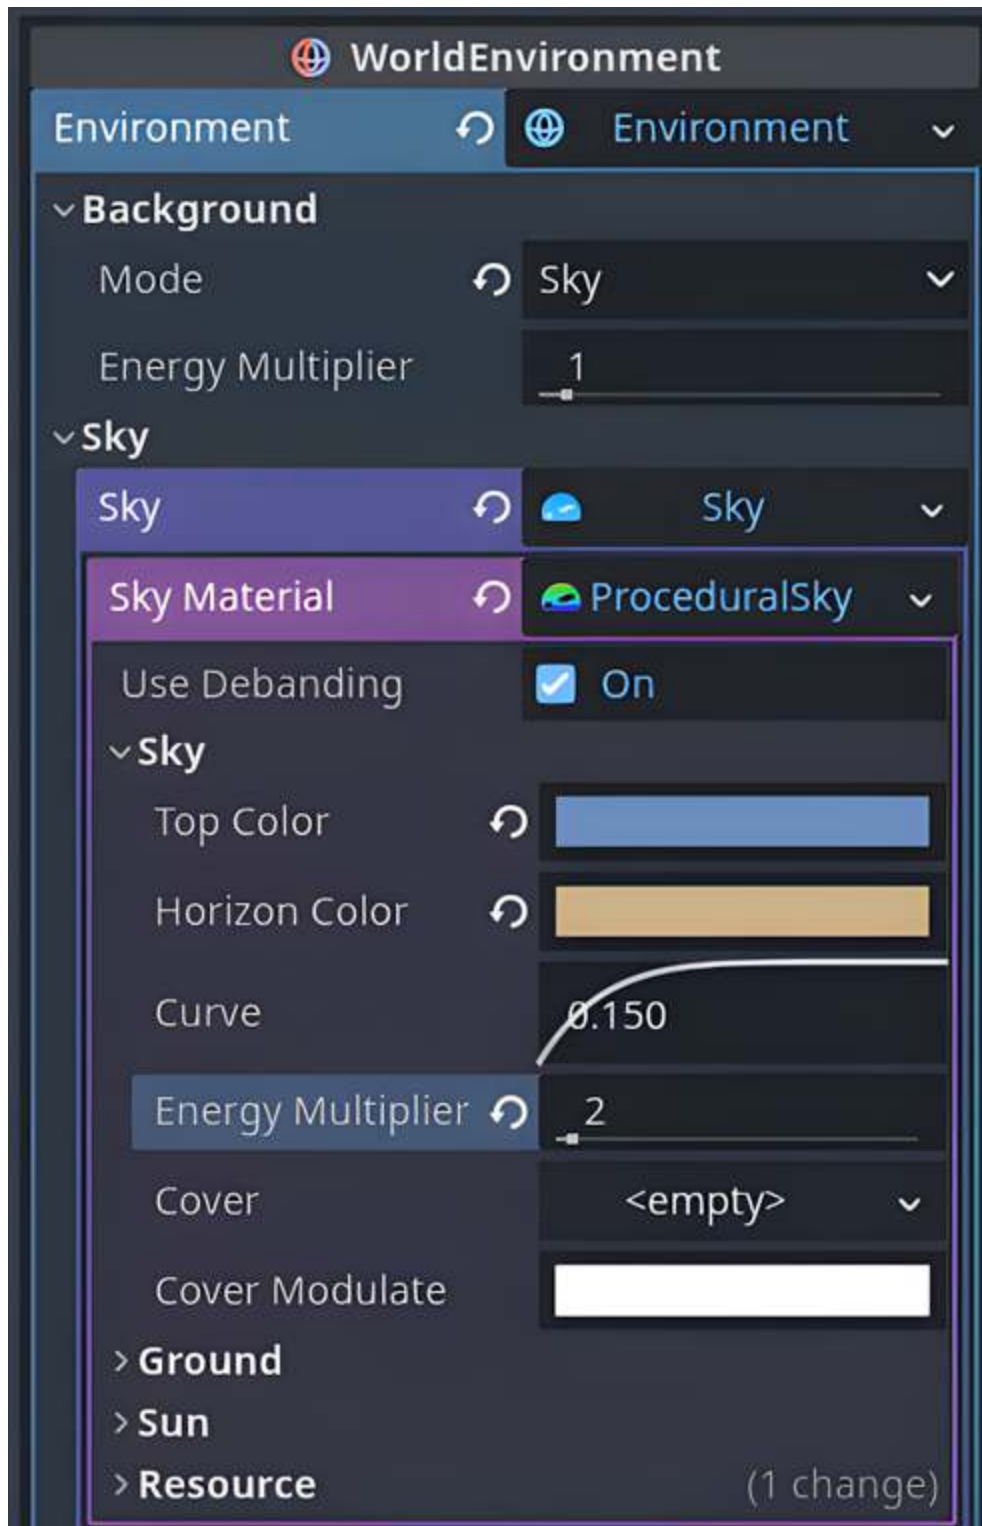 WorldEnvironment
Environment Environment
Background
Mode Sky
Energy Multiplier 1
Sky
Sky Sky
Sky Material ProceduralSky
Use Debanding On
Sky
Top Color
Horizon Color
Curve 0.150
Energy Multiplier 2
Cover <empty>
Cover Modulate
Ground
Sun
Resource (1 change)